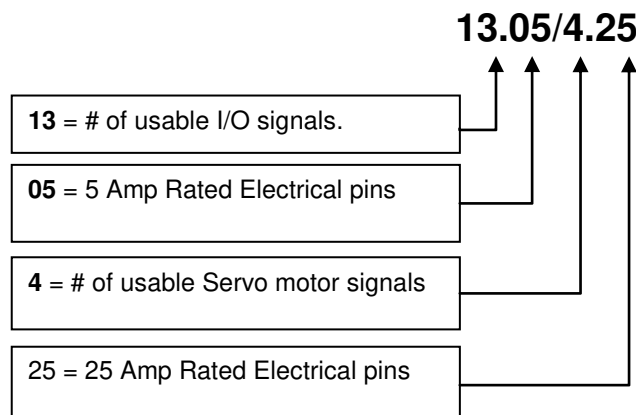 13.05/4.25
13 = # of usable I/O signals.
05 = 5 Amp Rated Electrical pins
4 = # of usable Servo motor signals
25 = 25 Amp Rated Electrical pins